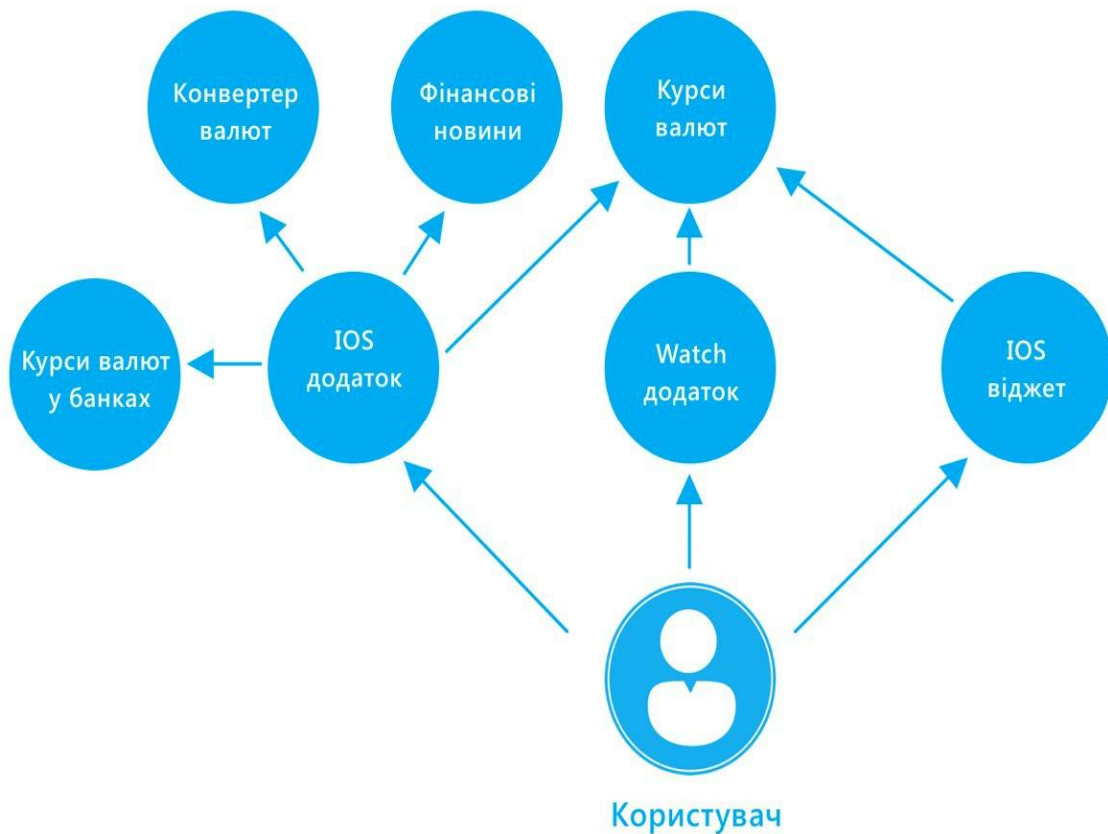 Конвертер
валют
Фінансові
новини
Курси
валют
Курси валют
у банках
IOS
додаток
Watch
додаток
IOS
віджет
Користувач